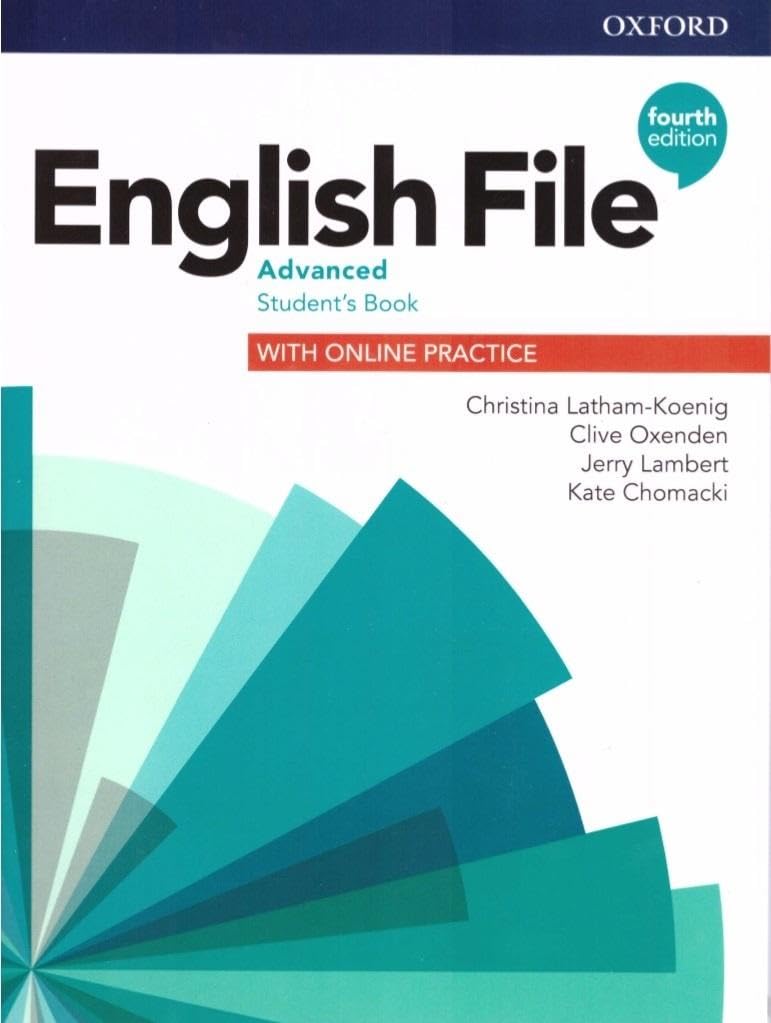 OXFORD
fourth
edition
English File
Advanced
Student's Book
WITH ONLINE PRACTICE
Christina Latham-Koenig
Clive Oxenden
Jerry Lambert
Kate Chomacki